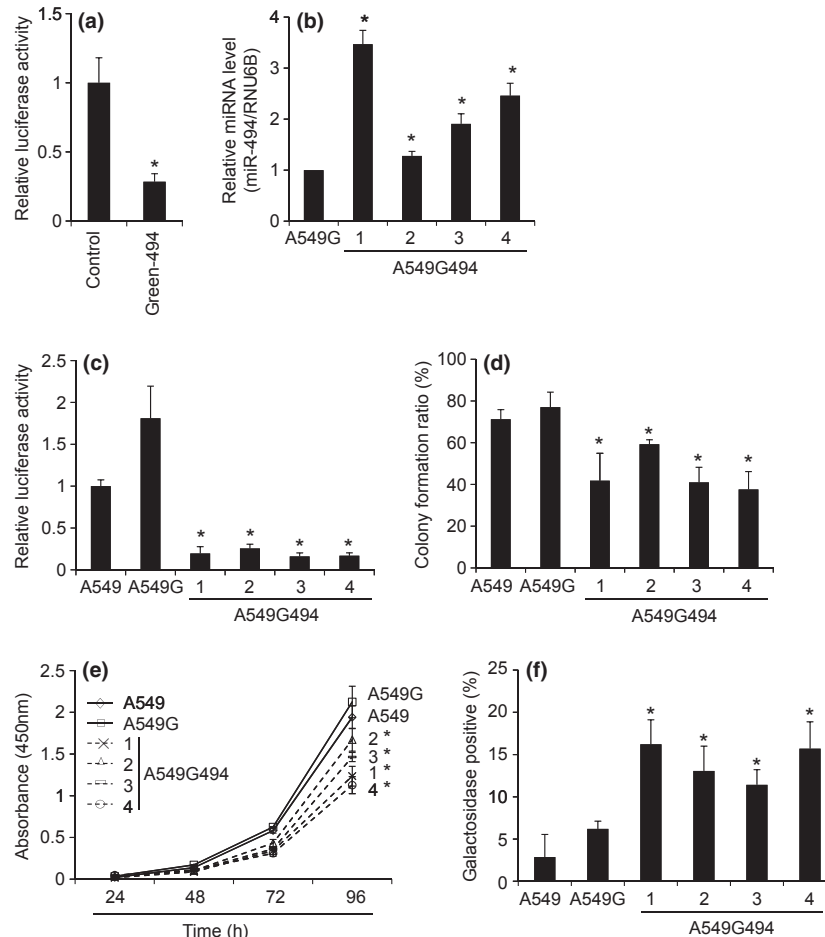 (a)
Relative luciferase activity
1.5
1
0.5
0
*
Control
Green-494
(b)
Relative miRNA level
(miR-494/RNU6B)
4
3
2
1
0
*
*
*
*
A549G
1
2
3
4
A549G494
(c)
Relative luciferase activity
2.5
2
1.5
1
0.5
0
*
*
*
*
A549
A549G
1
2
3
4
A549G494
(d)
Colony formation ratio (%)
100
80
60
40
20
0
*
*
*
*
A549
A549G
1
2
3
4
A549G494
(e)
Absorbance (450nm)
2.5
2
1.5
1
0.5
0
A549
A549G
1
2
3
4
A549G494
A549G
A549
2 *
3 *
1 *
4 *
24
48
72
96
Time (h)
(f)
Galactosidase positive (%)
25
20
15
10
5
0
*
*
*
*
A549
A549G
1
2
3
4
A549G494